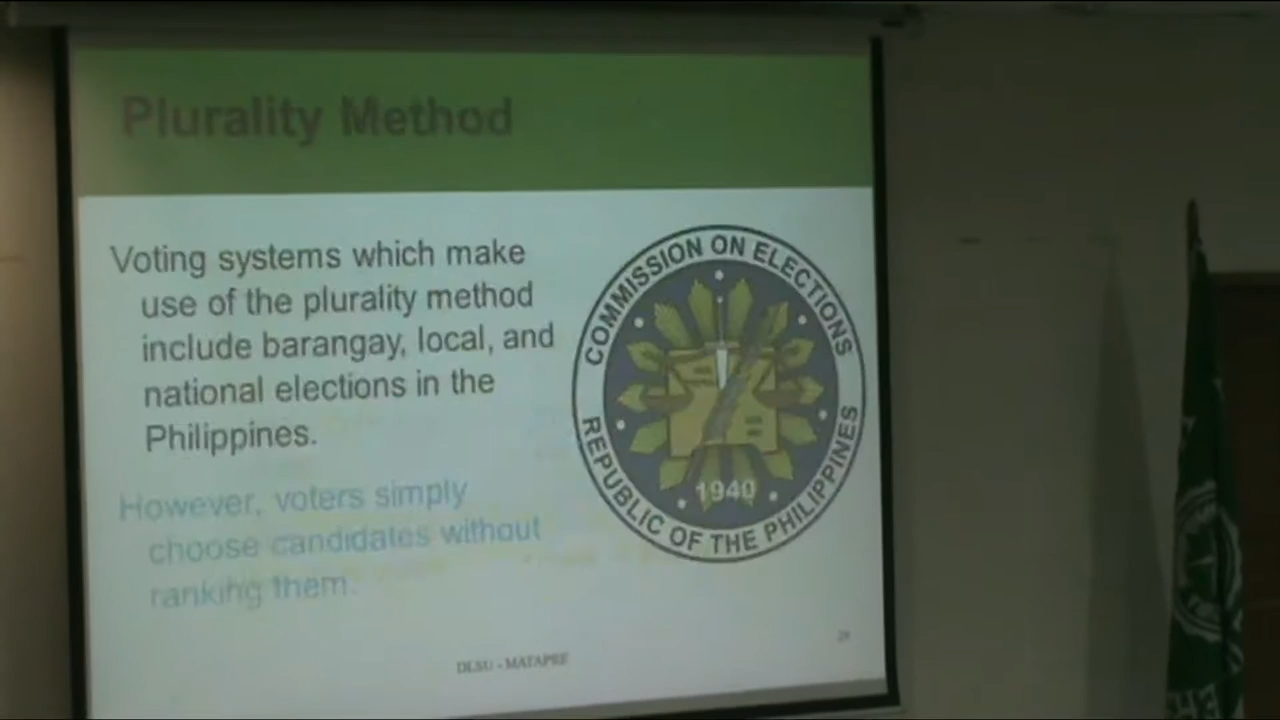 Plurality Method
Voting systems which make
use of the plurality method
include barangay, local, and
national elections in the
Philippines.
However, voters simply
choose candidates without
ranking them.
COMMISSION ON ELECTIONS
1940
REPUBLIC OF THE PHILIPPINES
DLSU - MATAPRE